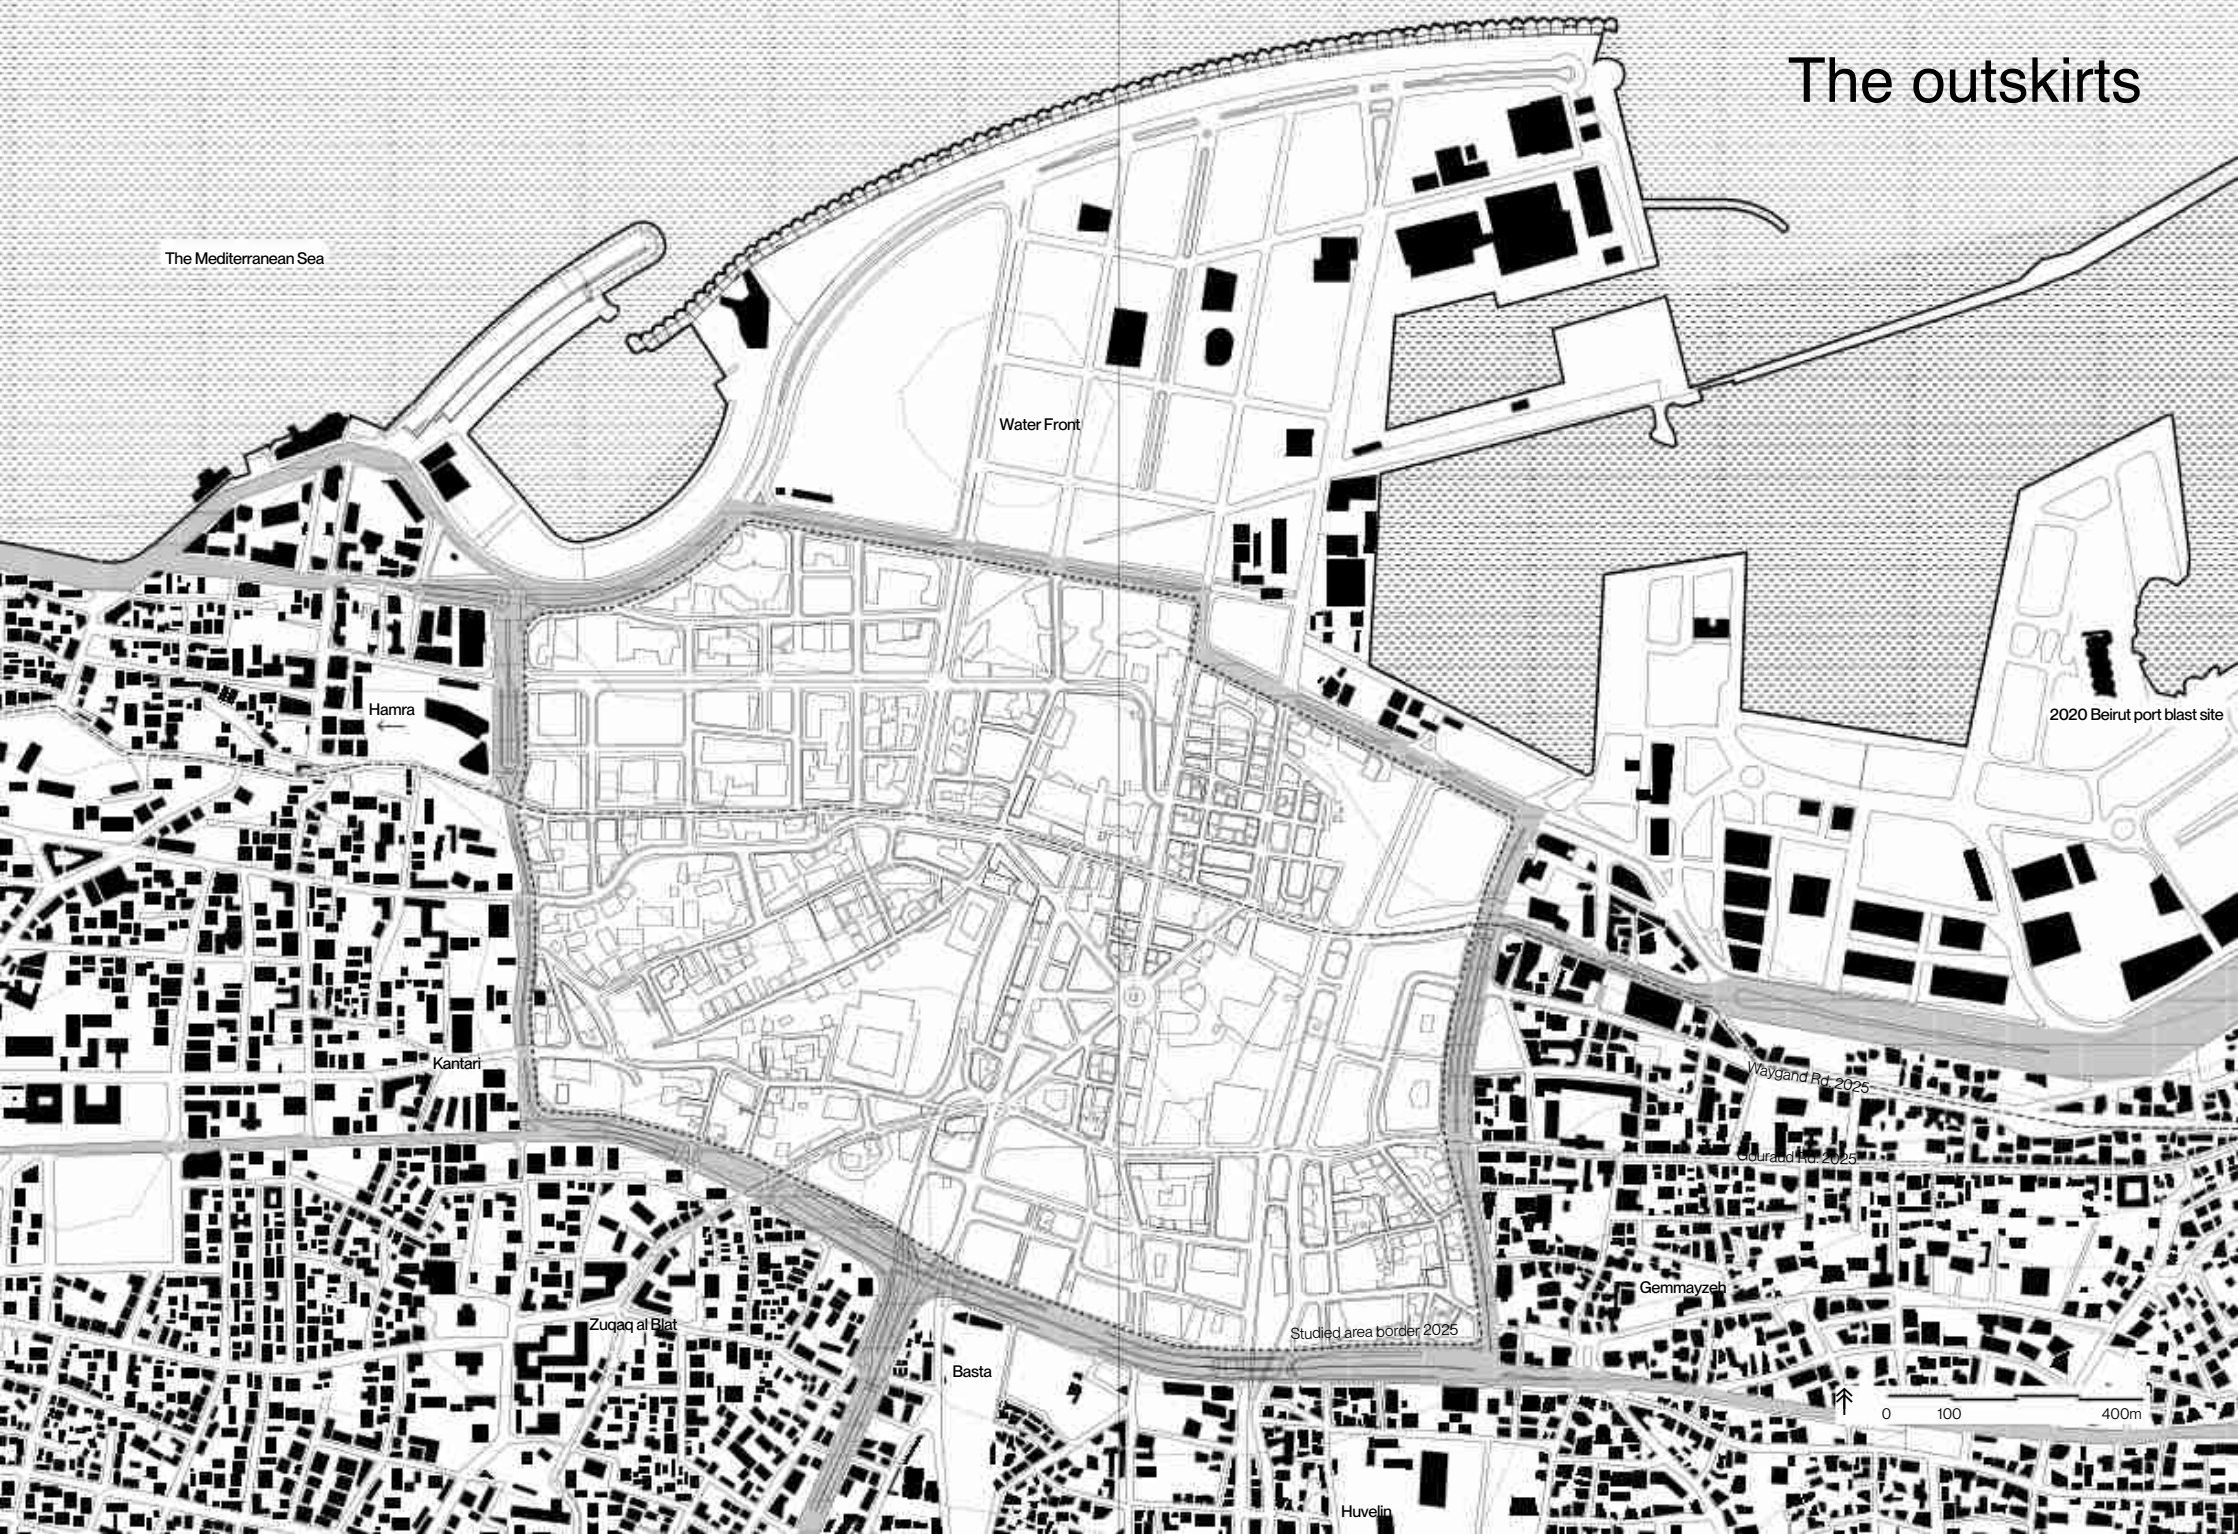 The outskirts
The Mediterranean Sea
Water Front
Hamra
2020 Beirut port blast site
Kantari
Waygand Rd. 2025
Gouraud Rd. 2025
Gemmayzeh
Zuqaq al Blat
Studied area border 2025
Basta
0 100 400m
Huvelin